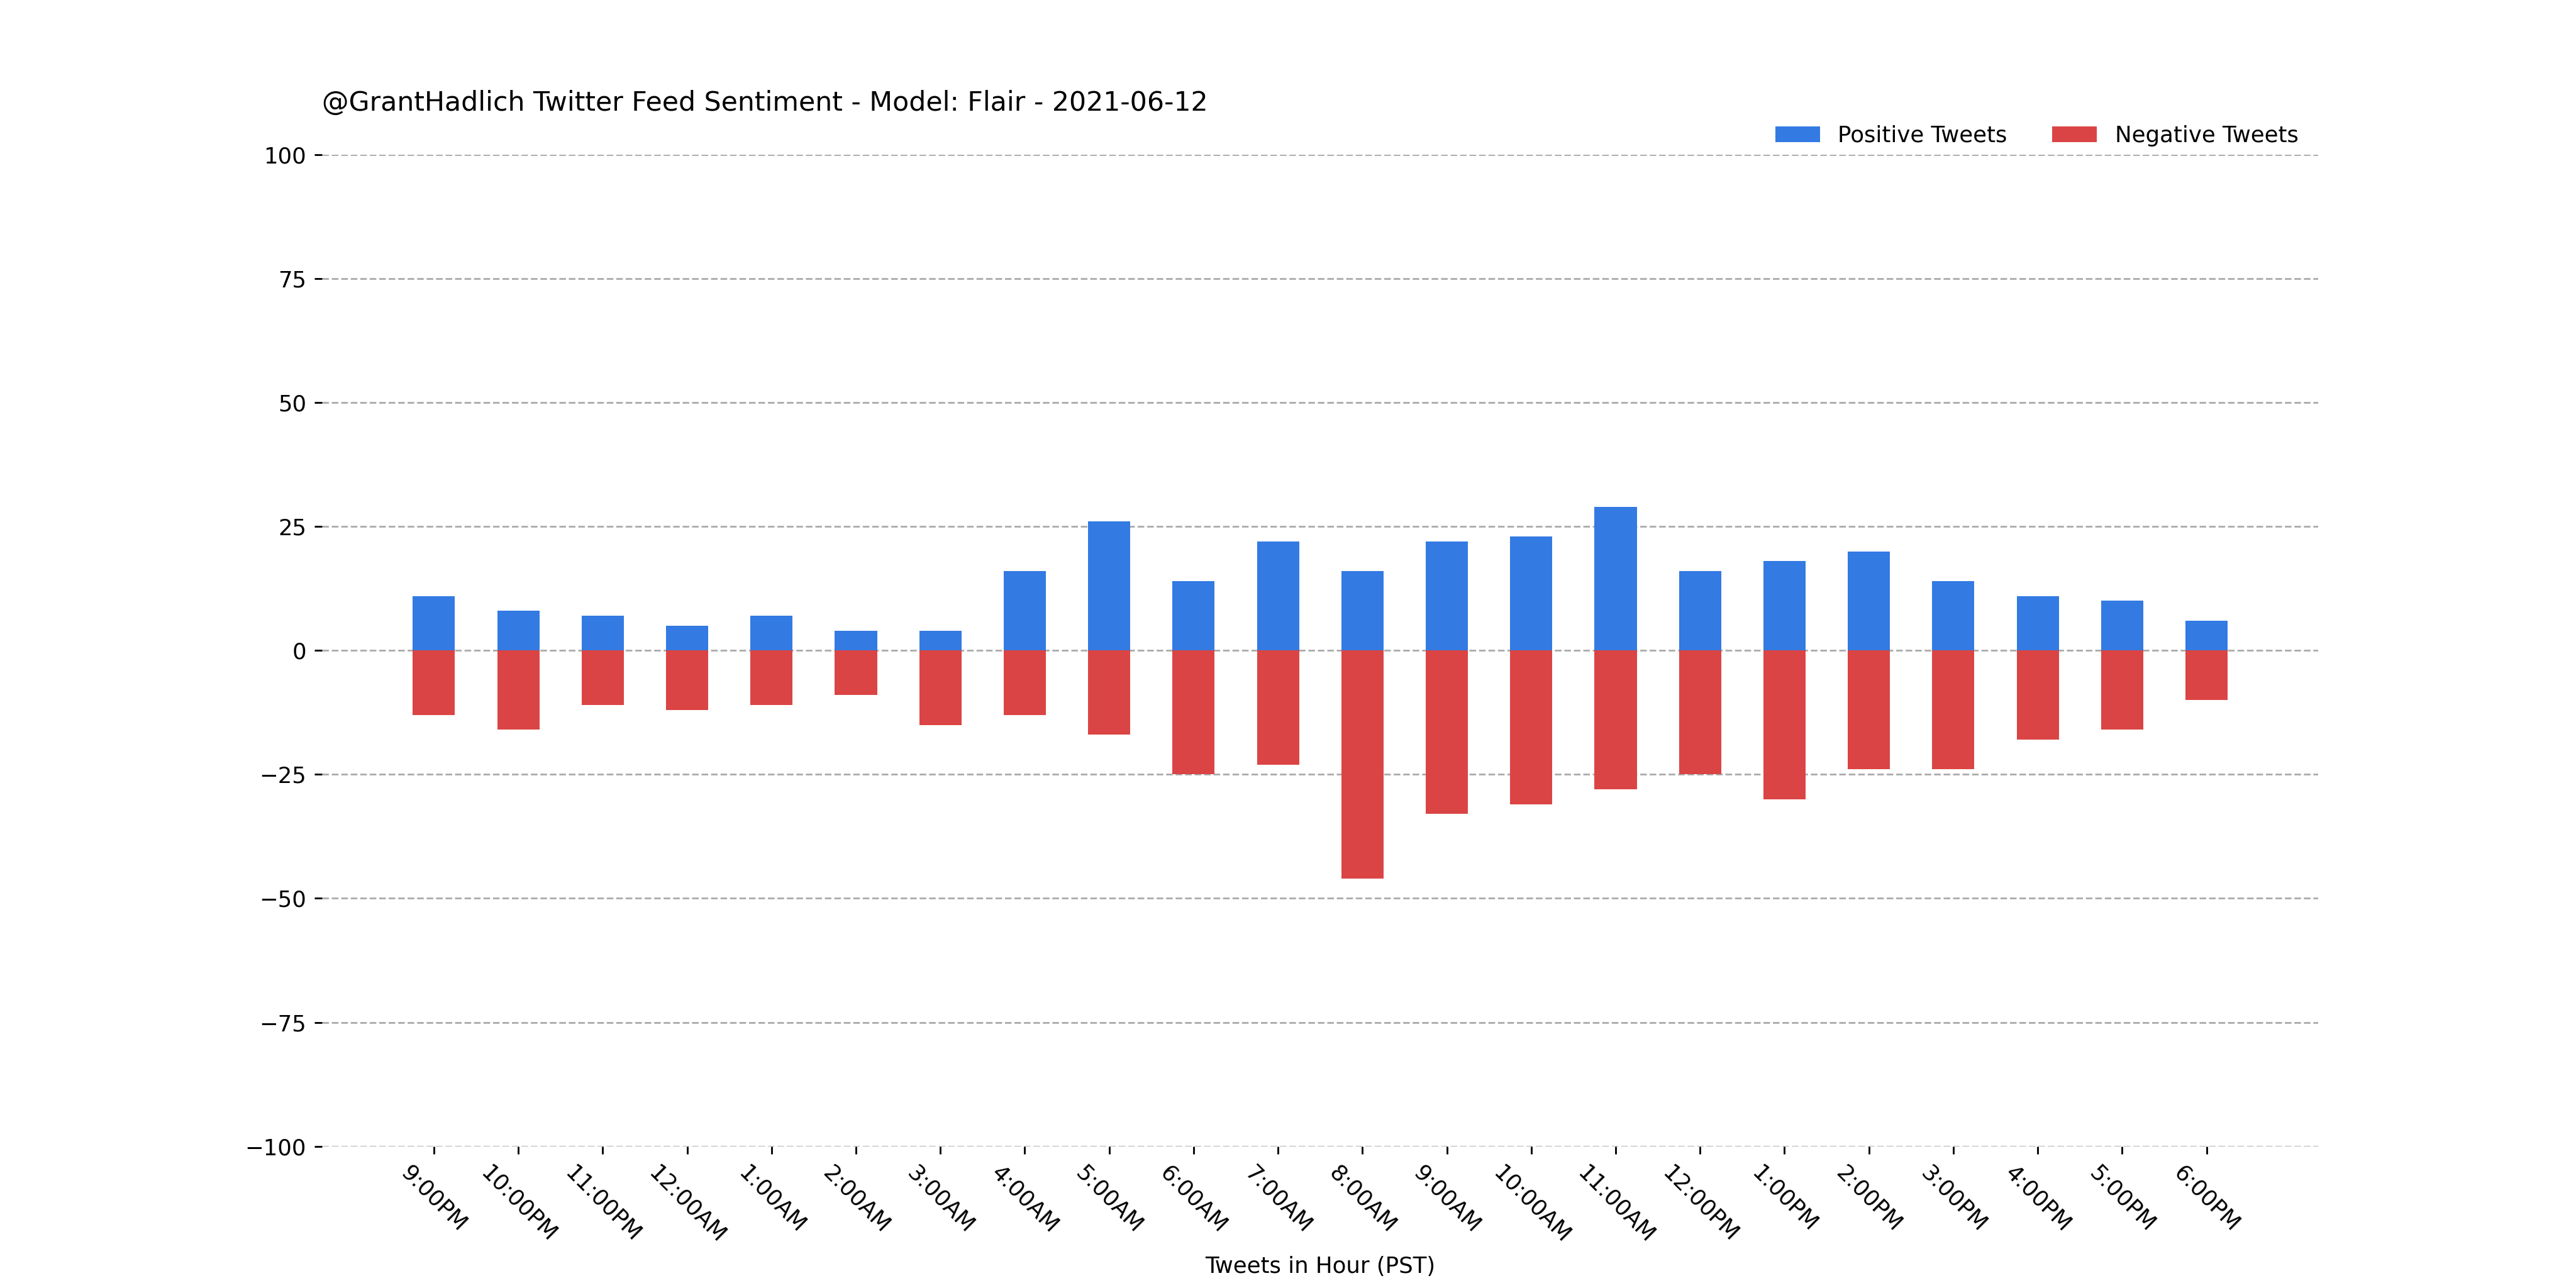 @GrantHadlich Twitter Feed Sentiment - Model: Flair - 2021-06-12
Positive Tweets
Negative Tweets
100
75
50
25
0
−25
−50
−75
−100
9:00PM
10:00PM
11:00PM
12:00AM
1:00AM
2:00AM
3:00AM
4:00AM
5:00AM
6:00AM
7:00AM
8:00AM
9:00AM
10:00AM
11:00AM
12:00PM
1:00PM
2:00PM
3:00PM
4:00PM
5:00PM
6:00PM
Tweets in Hour (PST)